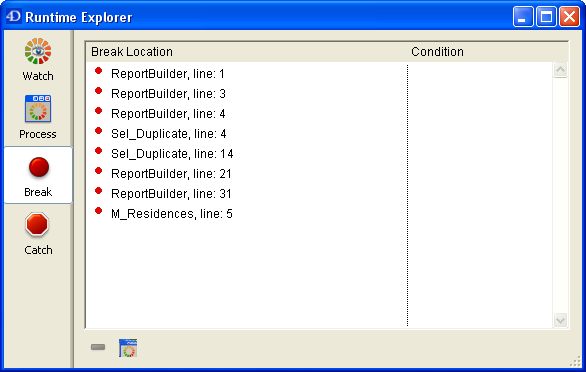 4D Runtime Explorer
Watch
Process
Break
Catch
Break Location Condition
ReportBuilder, line: 1
ReportBuilder, line: 3
ReportBuilder, line: 4
Sel_Duplicate, line: 4
Sel_Duplicate, line: 14
ReportBuilder, line: 21
ReportBuilder, line: 31
M_Residences, line: 5